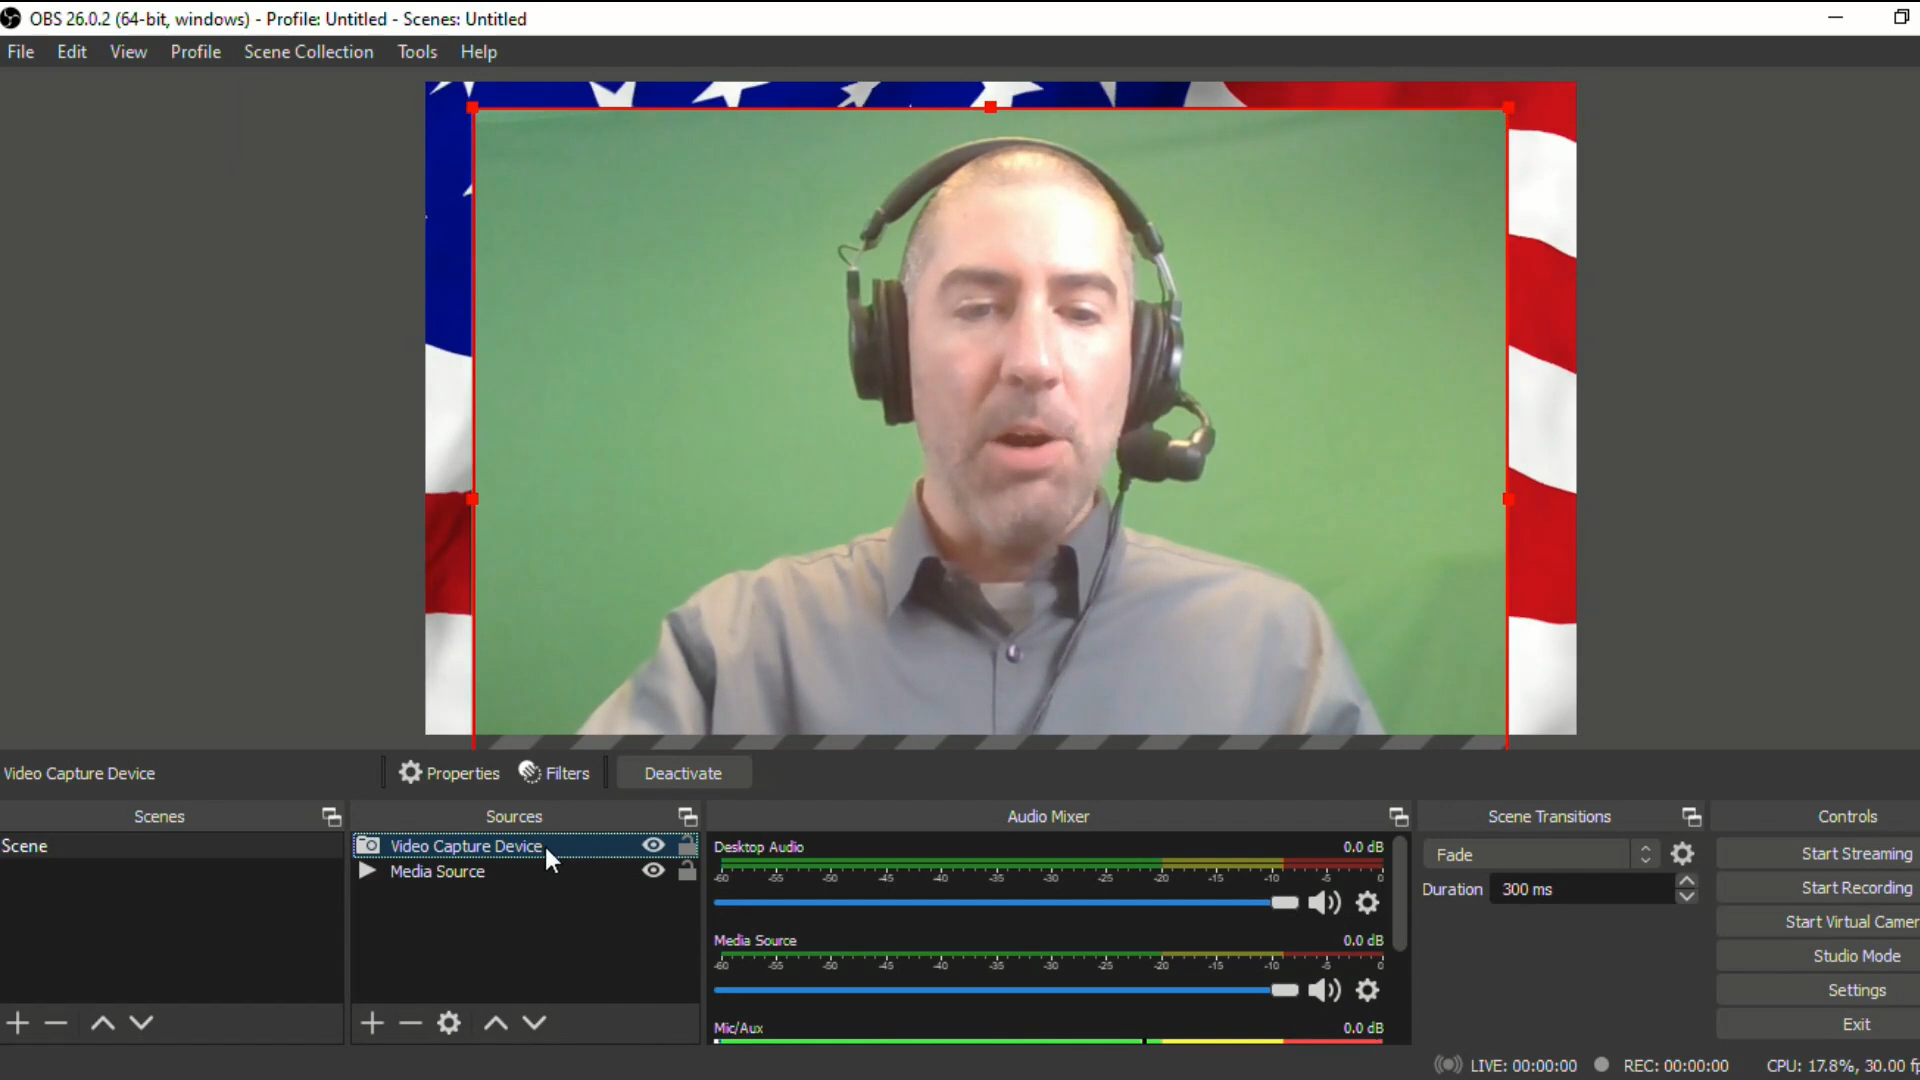 OBS 26.0.2 (64-bit, windows) - Profile: Untitled - Scenes: Untitled
File Edit View Profile Scene Collection Tools Help
Video Capture Device Properties Filters Deactivate
Scenes Sources Audio Mixer Scene Transitions Controls
Scene
Video Capture Device
Media Source
Desktop Audio 0.0 dB
-60 -55 -50 -45 -40 -35 -30 -25 -20 -15 -10 -5 0
Media Source 0.0 dB
-60 -55 -50 -45 -40 -35 -30 -25 -20 -15 -10 -5 0
Mic/Aux 0.0 dB
Fade
Duration 300 ms
Start Streaming
Start Recording
Start Virtual Camer
Studio Mode
Settings
Exit
LIVE: 00:00:00 REC: 00:00:00 CPU: 17.8%, 30.00 fp